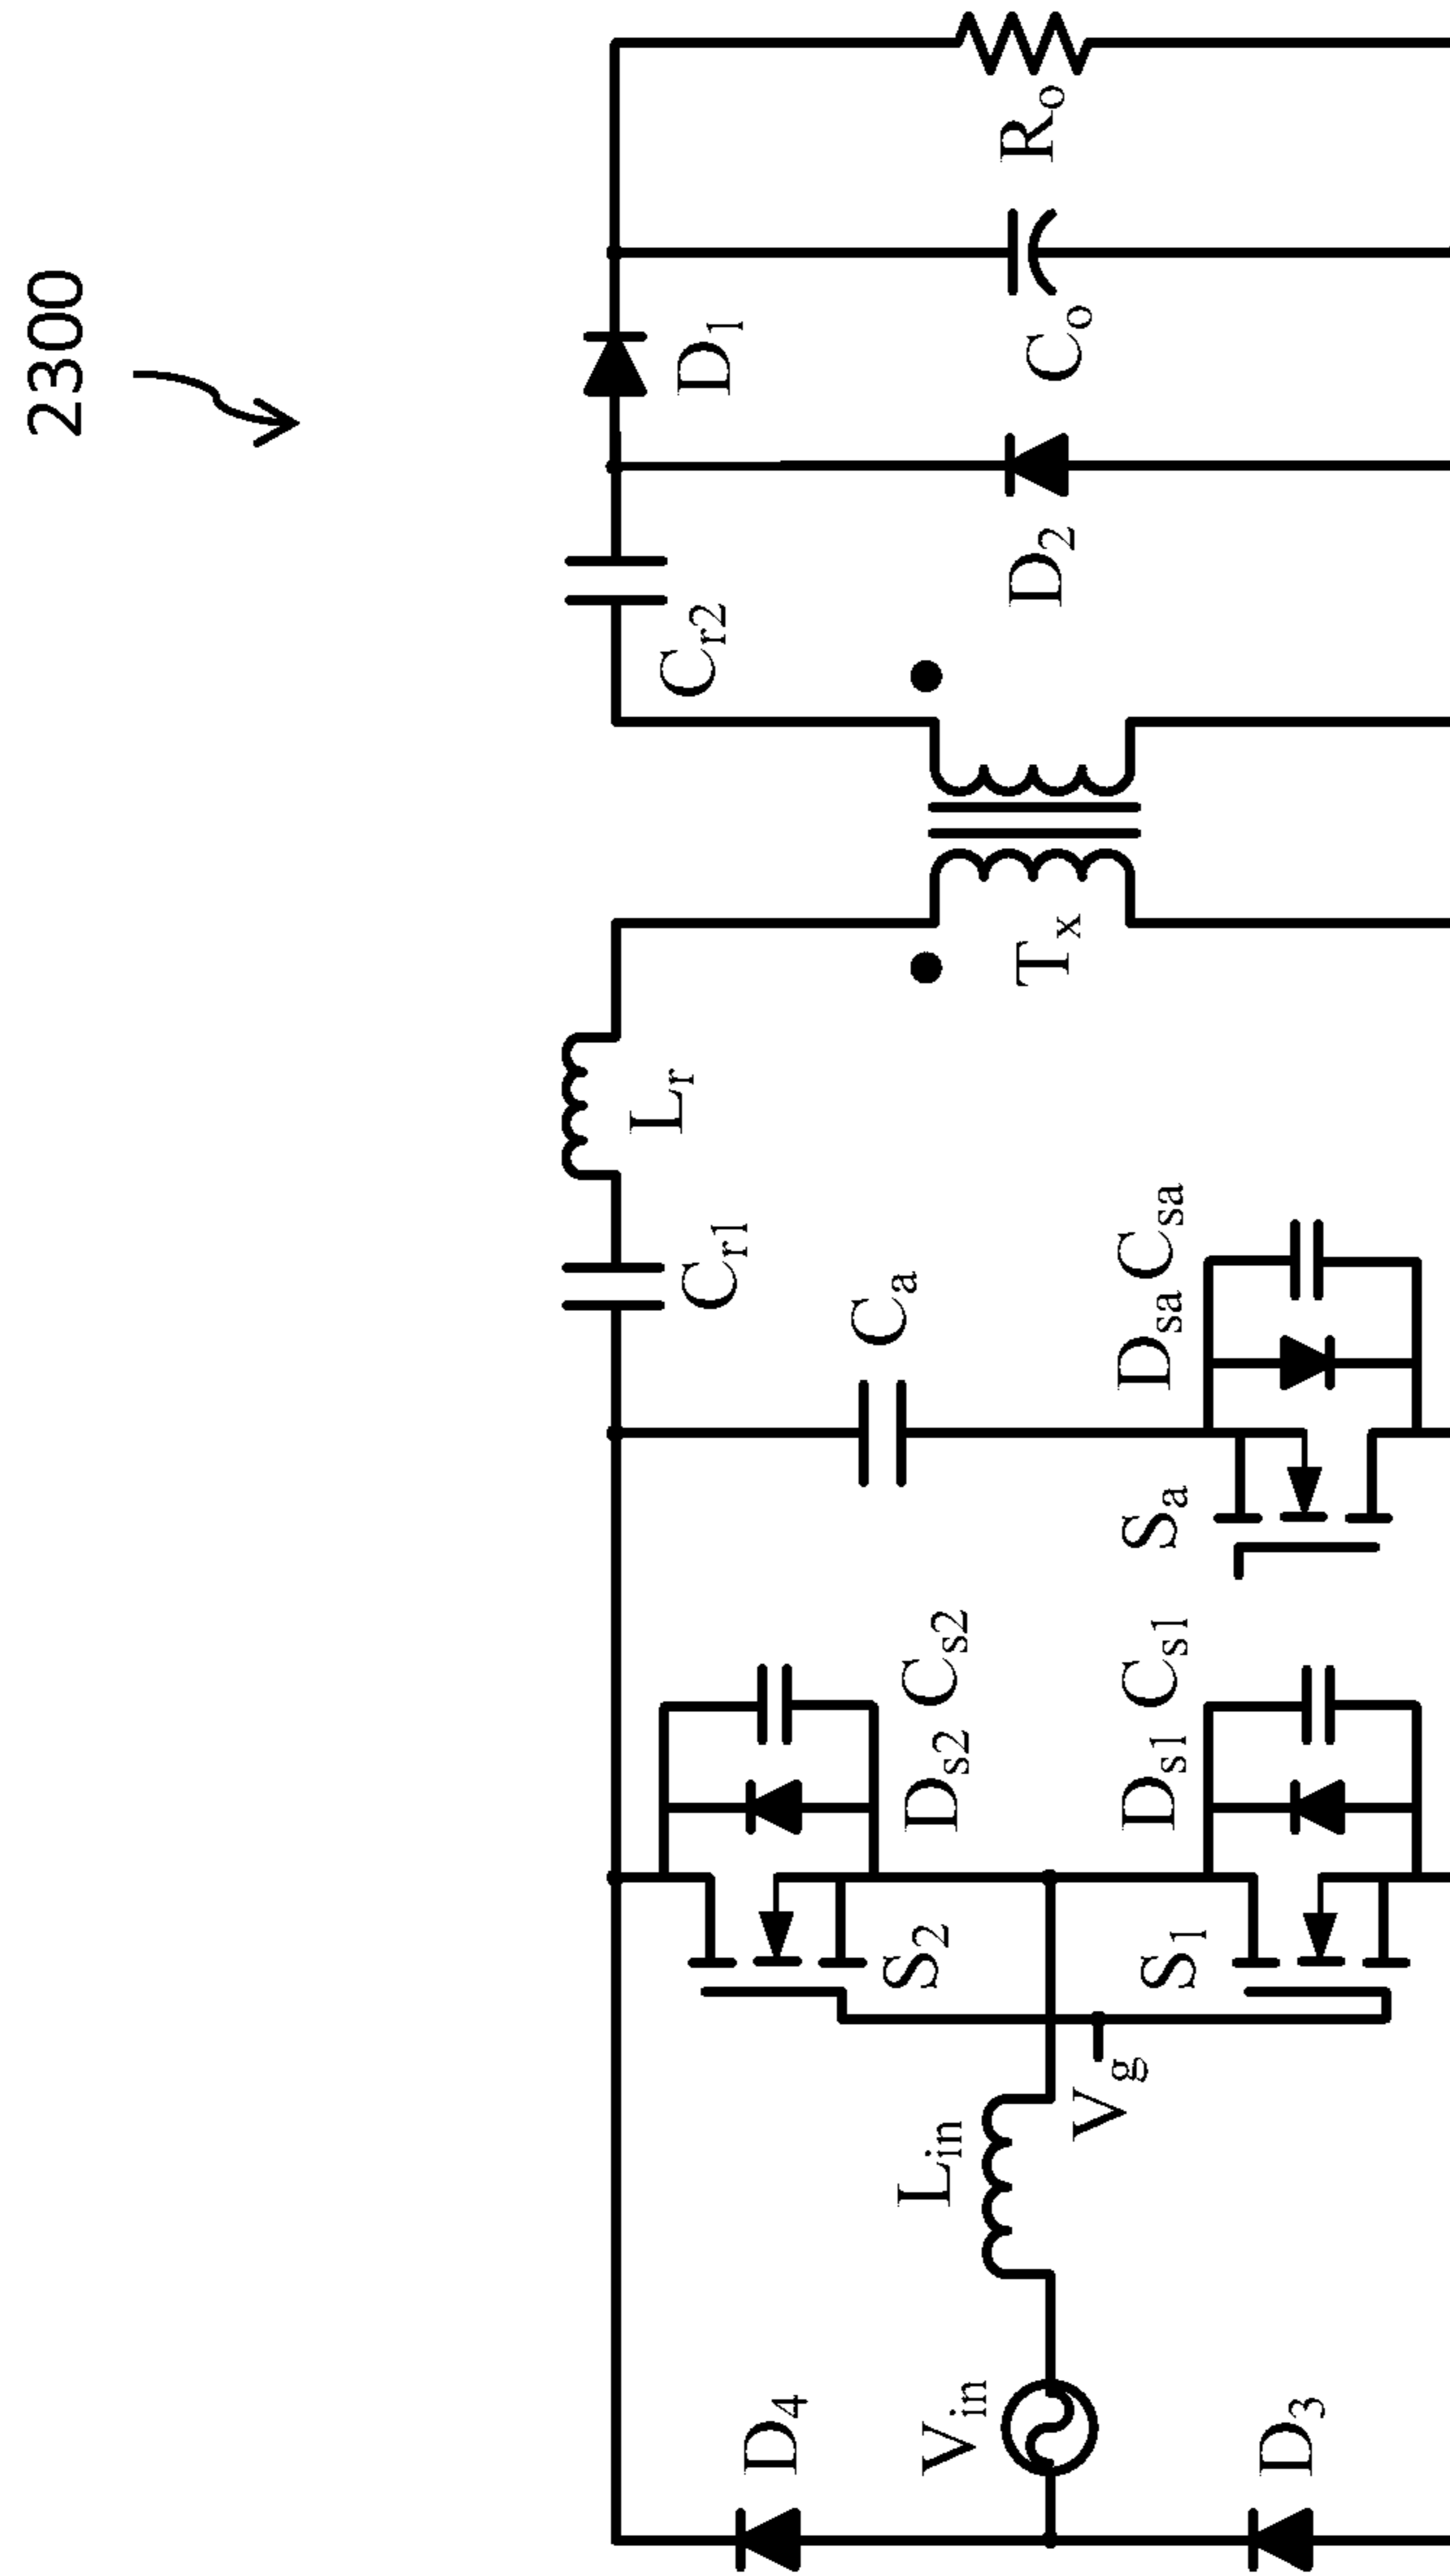 2300
D4
Vin
D3
Lin
Vg
S2
S1
Ds2 Cs2
Ds1 Cs1
Sa
Ca
Dsa Csa
Cr1
Lr
Tx
Cr2
D2
D1
Co
Ro